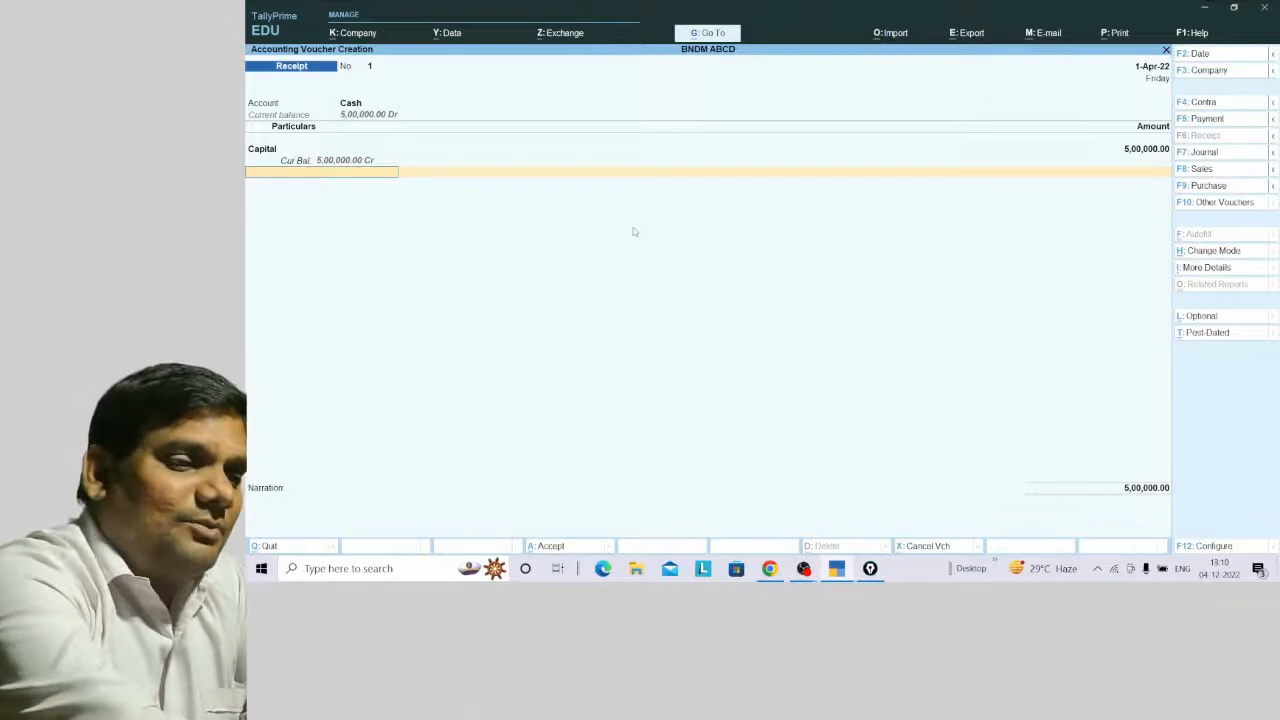 TallyPrime
EDU
MANAGE
K: Company
Y: Data
Z: Exchange
G: Go To
O: Import
E: Export
M: E-mail
P: Print
F1: Help
Accounting Voucher Creation
BNDM ABCD
Receipt No 1
1-Apr-22
Friday
Account Cash
Current balance 5,00,000.00 Dr
Particulars
Amount
Capital
5,00,000.00
Cur Bal: 5,00,000.00 Cr
Narration:
5,00,000.00
F2: Date
F3: Company
F4: Contra
F5: Payment
F6: Receipt
F7: Journal
F8: Sales
F9: Purchase
F10: Other Vouchers
F: Autofill
H: Change Mode
I: More Details
O: Related Reports
L: Optional
T: Post-Dated
F12: Configure
Q: Quit
A: Accept
D: Delete
X: Cancel Vch
Type here to search
Desktop
29°C Haze
ENG
13:10
04-12-2022
3